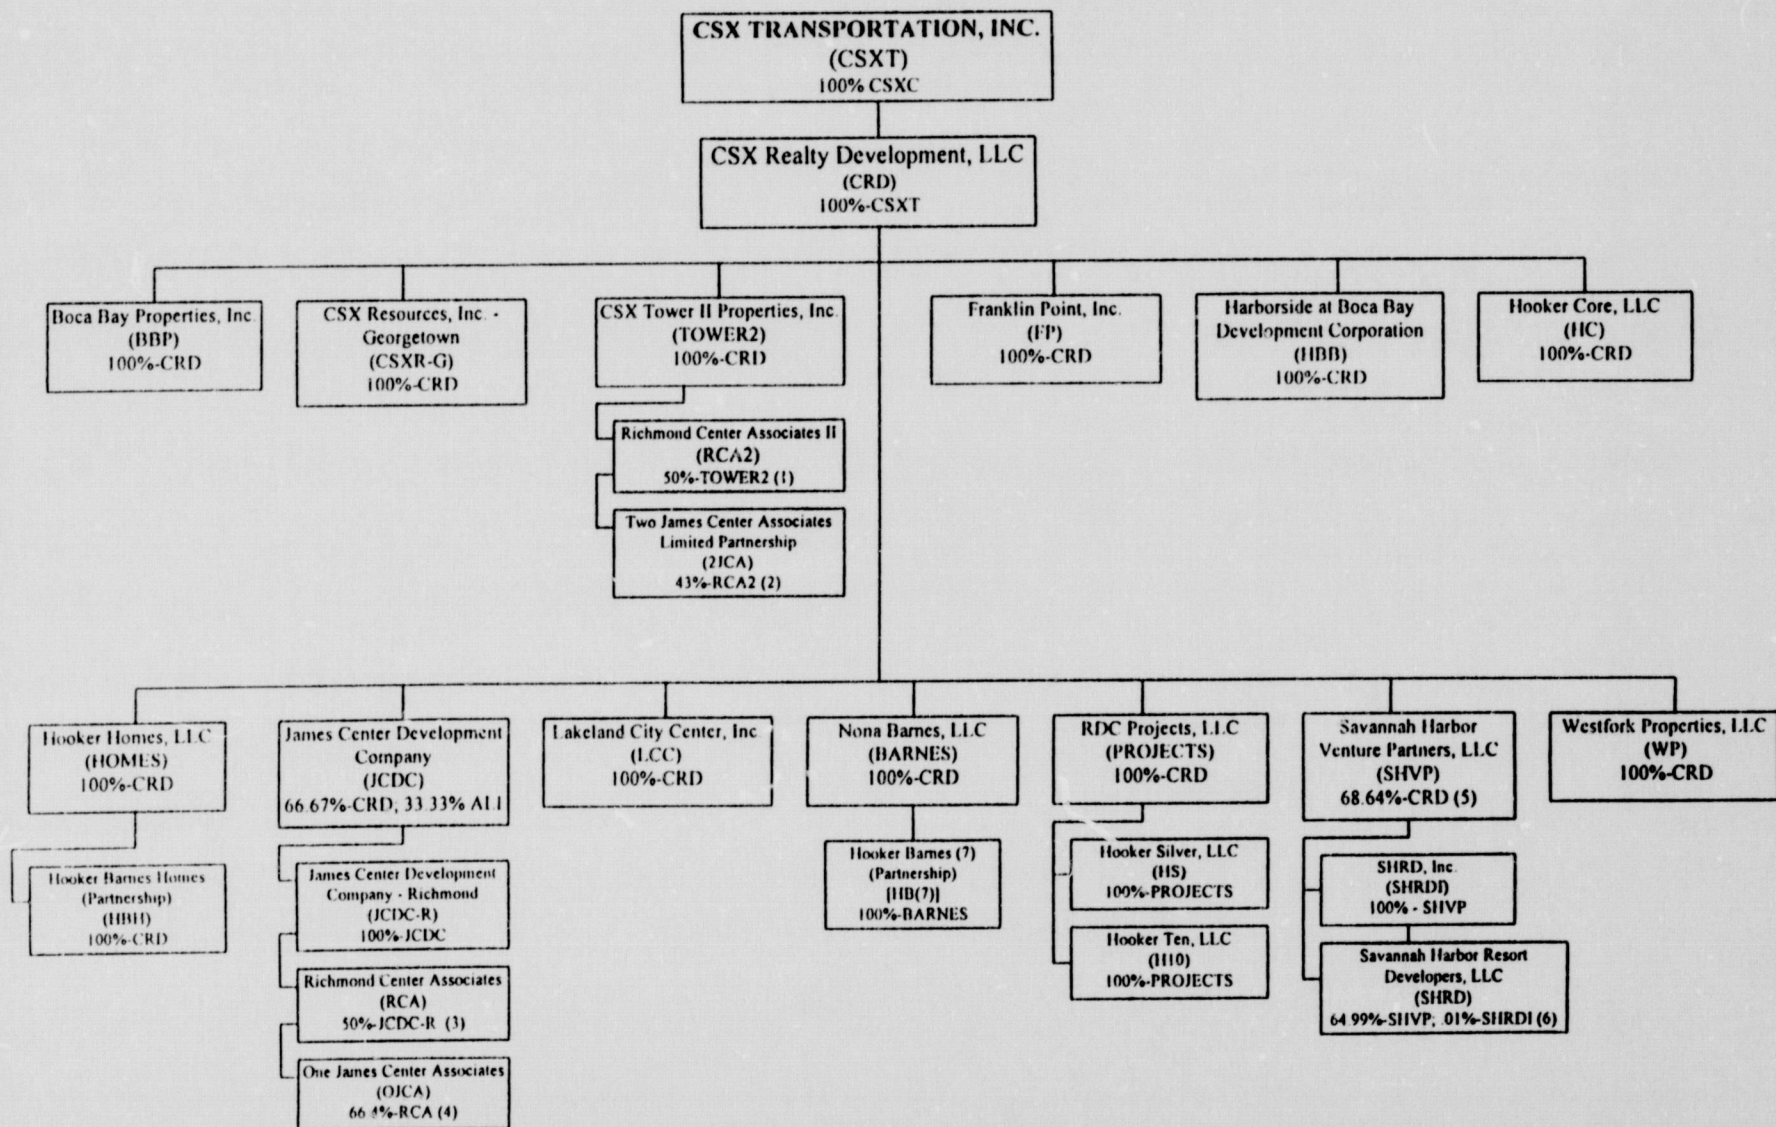 CSX TRANSPORTATION, INC.
(CSXT)
100% CSXC
CSX Realty Development, LLC
(CRD)
100%-CSXT
Boca Bay Properties, Inc.
(BBP)
100%-CRD
CSX Resources, Inc. -
Georgetown
(CSXR-G)
100%-CRD
CSX Tower II Properties, Inc.
(TOWER2)
100%-CRD
Richmond Center Associates II
(RCA2)
50%-TOWER2 (1)
Two James Center Associates
Limited Partnership
(2JCA)
43%-RCA2 (2)
Franklin Point, Inc.
(FP)
100%-CRD
Harborside at Boca Bay
Development Corporation
(HBB)
100%-CRD
Hooker Core, LLC
(HC)
100%-CRD
Hooker Homes, LLC
(HOMES)
100%-CRD
Hooker Barnes Homes
(Partnership)
(HBH)
100%-CRD
James Center Development
Company
(JCDC)
66.67%-CRD; 33.33%
James Center Development
Company - Richmond
(JCDC-R)
100%-JCDC
Richmond Center Associates
(RCA)
50%-JCDC-R (3)
One James Center Associates
(OJCA)
(4)
Lakeland City Center, Inc
(LCC)
100%-CRD
Nona Barnes, LLC
(BARNES)
100%-CRD
Hooker Barnes (7)
(Partnership)
[HB(7)]
100%-BARNES
RDC Projects, LLC
(PROJECTS)
100%-CRD
Hooker Silver, LLC
(HS)
100%-PROJECTS
Hooker Ten, LLC
(H10)
100%-PROJECTS
Savannah Harbor
Venture Partners, LLC
(SHVP)
68.64%-CRD (5)
SHRD, Inc.
(SHRDI)
100% - SHVP
Savannah Harbor Resort
Developers, LLC
(SHRD)
64.99%-SHVP; .01%-SHRDI (6)
Westfork Properties, LLC
(WP)
100%-CRD